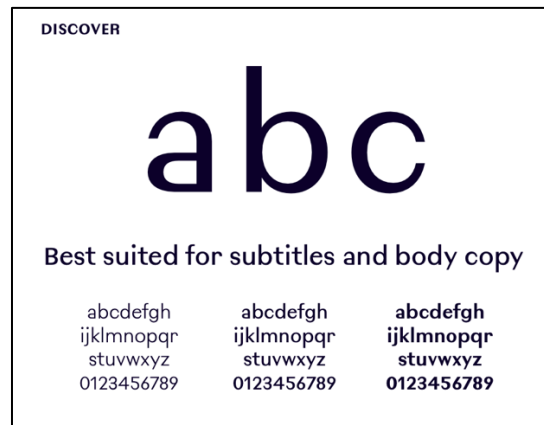 DISCOVER
abc
Best suited for subtitles and body copy
abcdefgh abcdefgh abcdefgh
ijklmnopqr ijklmnopqr ijklmnopqr
stuvwxyz stuvwxyz stuvwxyz
0123456789 0123456789 0123456789